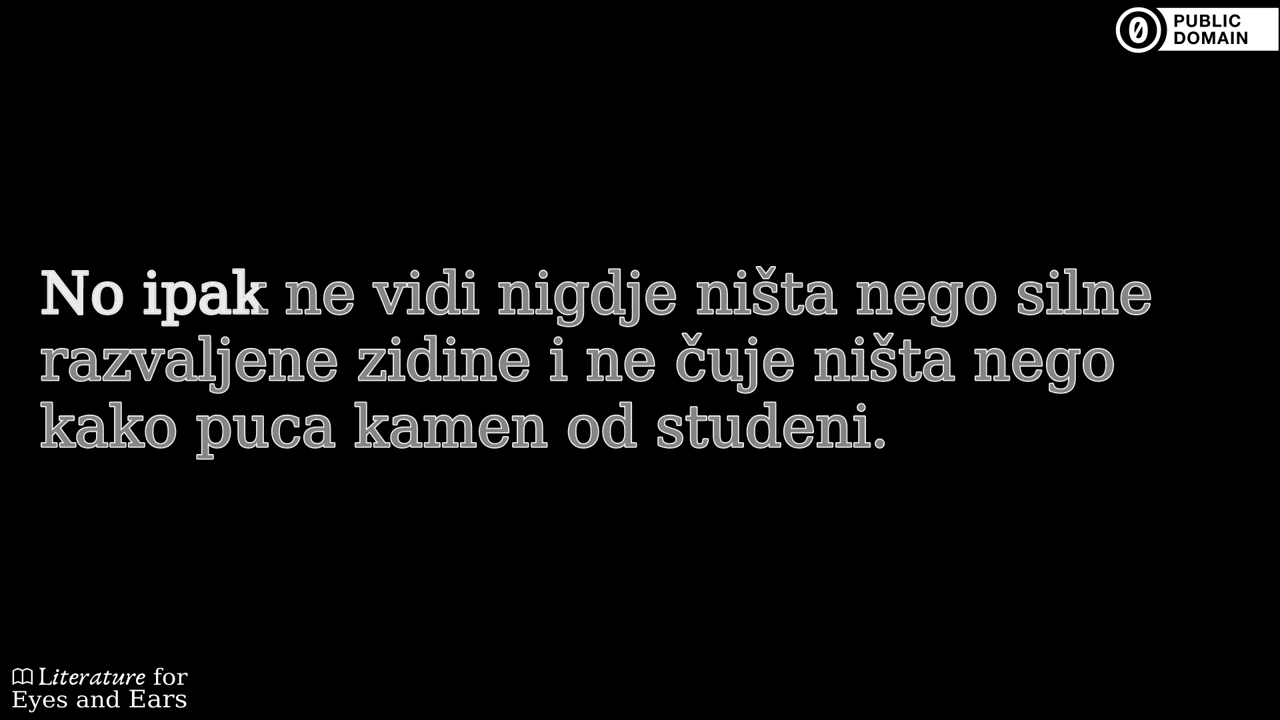 PUBLIC
DOMAIN
No ipak ne vidi nigdje ništa nego silne
razvaljene zidine i ne čuje ništa nego
kako puca kamen od studeni.
Literature for
Eyes and Ears